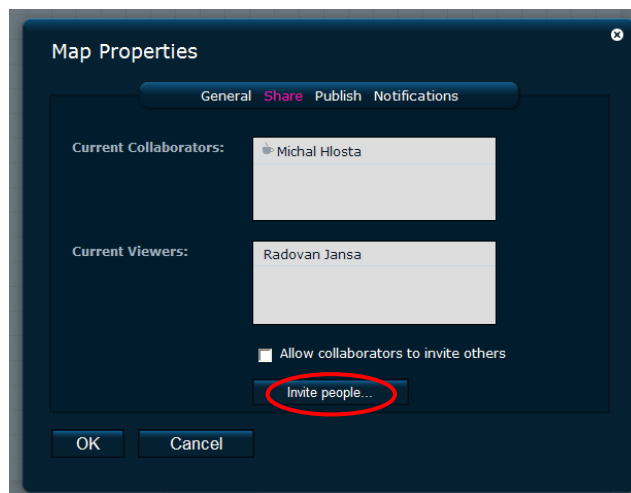 Map Properties
General Share Publish Notifications
Current Collaborators:
Michal Hlosta
Current Viewers:
Radovan Jansa
Allow collaborators to invite others
Invite people...
OK Cancel